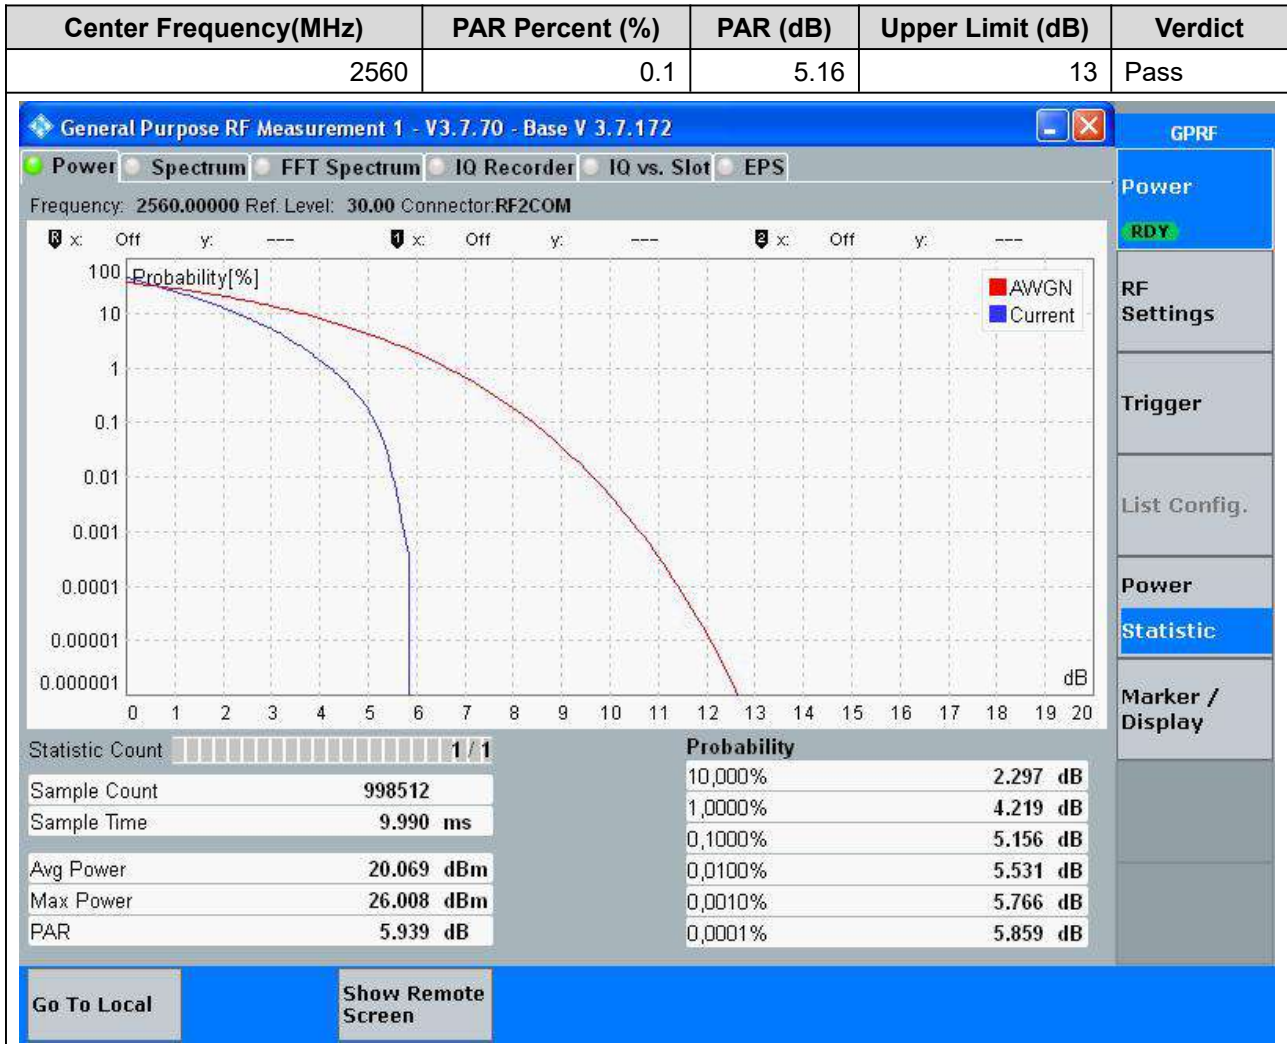 Center Frequency(MHz) PAR Percent (%) PAR (dB) Upper Limit (dB) Verdict
2560 0.1 5.16 13 Pass
General Purpose RF Measurement 1 - V3.7.70 - Base V 3.7.172
GPRF
Power Spectrum FFT Spectrum IQ Recorder IQ vs. Slot EPS
Frequency: 2560.00000 Ref. Level: 30.00 Connector:RF2COM
R x: Off y: --- 1 x: Off y: --- 2 x: Off y: ---
Probability[%]
AWGN
Current
100
10
1
0.1
0.01
0.001
0.0001
0.00001
0.000001
dB
0 1 2 3 4 5 6 7 8 9 10 11 12 13 14 15 16 17 18 19 20
Statistic Count 1 / 1
Sample Count 998512
Sample Time 9.990 ms
Avg Power 20.069 dBm
Max Power 26.008 dBm
PAR 5.939 dB
Probability
10,000% 2.297 dB
1,0000% 4.219 dB
0,1000% 5.156 dB
0,0100% 5.531 dB
0,0010% 5.766 dB
0,0001% 5.859 dB
Power
RDY
RF
Settings
Trigger
List Config.
Power
Statistic
Marker /
Display
Go To Local
Show Remote
Screen